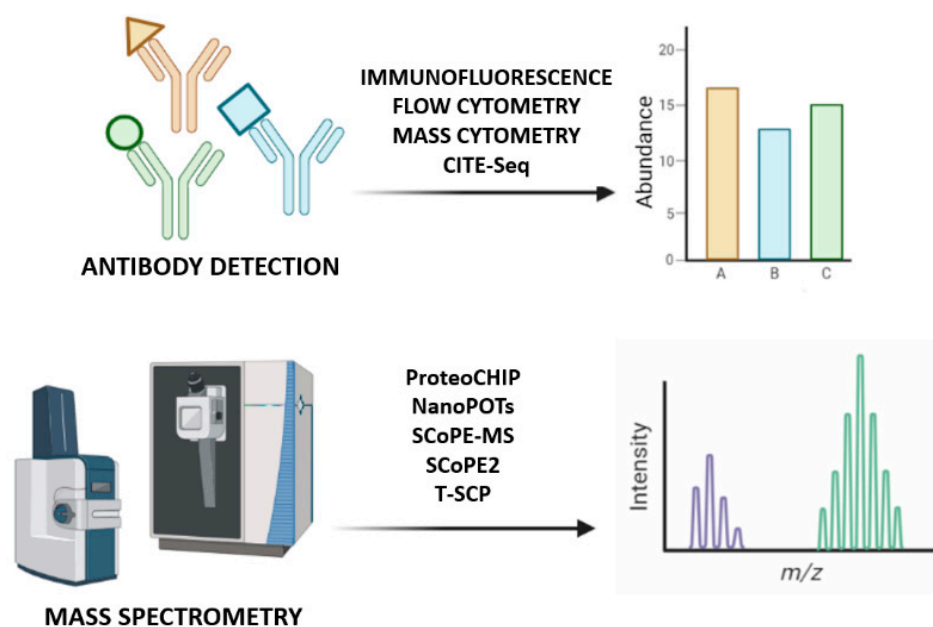 IMMUNOFLUORESCENCE
FLOW CYTOMETRY
MASS CYTOMETRY
CITE-Seq
ANTIBODY DETECTION
Abundance
20
15
10
5
0
A B C
ProteoCHIP
NanoPOTs
SCoPE-MS
SCoPE2
T-SCP
MASS SPECTROMETRY
Intensity
m/z